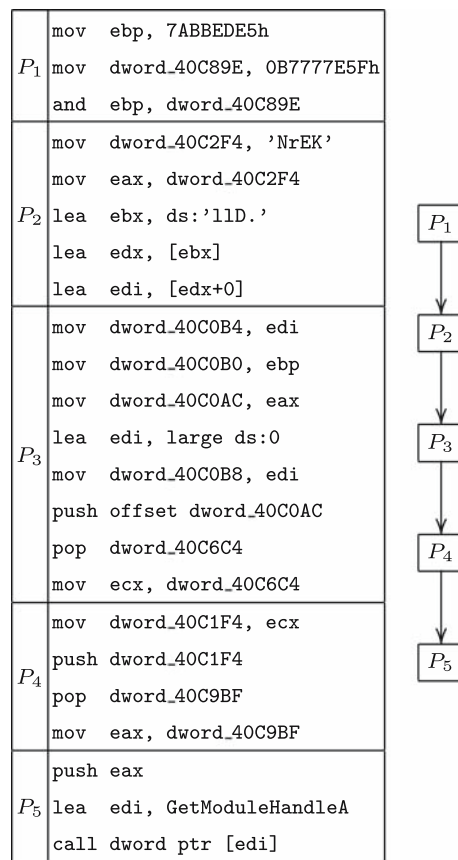 mov ebp, 7ABBEDE5h
P1 mov dword_40C89E, 0B7777E5Fh
and ebp, dword_40C89E
mov dword_40C2F4, ’NrEK’
mov eax, dword_40C2F4
P2 lea ebx, ds:’llD.’
lea edx, [ebx]
lea edi, [edx+0]
mov dword_40C0B4, edi
mov dword_40C0B0, ebp
mov dword_40C0AC, eax
lea edi, large ds:0
P3
mov dword_40C0B8, edi
push offset dword_40C0AC
pop dword_40C6C4
mov ecx, dword_40C6C4
mov dword_40C1F4, ecx
push dword_40C1F4
P4
pop dword_40C9BF
mov eax, dword_40C9BF
push eax
P5 lea edi, GetModuleHandleA
call dword ptr [edi]
P1
P2
P3
P4
P5